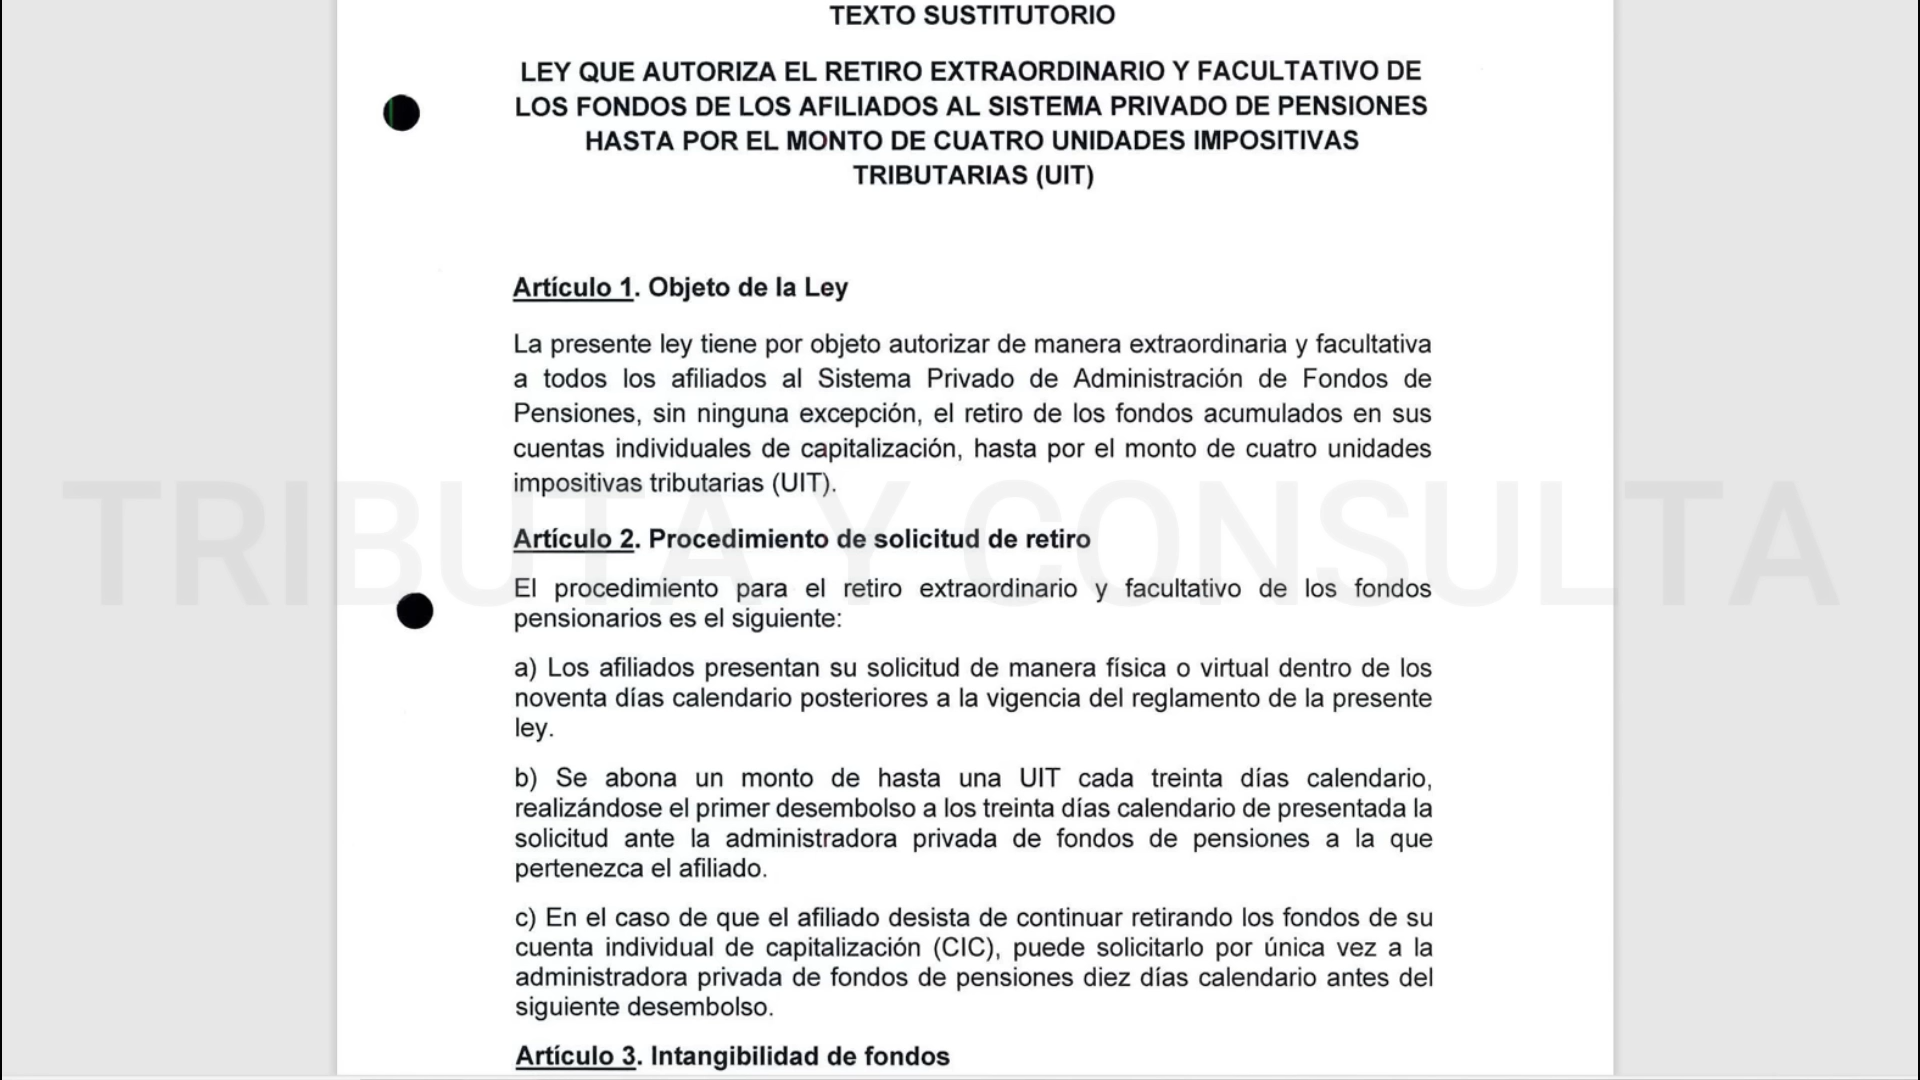 TEXTO SUSTITUTORIO
LEY QUE AUTORIZA EL RETIRO EXTRAORDINARIO Y FACULTATIVO DE
LOS FONDOS DE LOS AFILIADOS AL SISTEMA PRIVADO DE PENSIONES
HASTA POR EL MONTO DE CUATRO UNIDADES IMPOSITIVAS
TRIBUTARIAS (UIT)
Artículo 1. Objeto de la Ley
La presente ley tiene por objeto autorizar de manera extraordinaria y facultativa
a todos los afiliados al Sistema Privado de Administración de Fondos de
Pensiones, sin ninguna excepción, el retiro de los fondos acumulados en sus
cuentas individuales de capitalización, hasta por el monto de cuatro unidades
impositivas tributarias (UIT).
TRIBUTA Y CONSULTA
Artículo 2. Procedimiento de solicitud de retiro
El procedimiento para el retiro extraordinario y facultativo de los fondos
pensionarios es el siguiente:
a) Los afiliados presentan su solicitud de manera física o virtual dentro de los
noventa días calendario posteriores a la vigencia del reglamento de la presente
ley.
b) Se abona un monto de hasta una UIT cada treinta días calendario,
realizándose el primer desembolso a los treinta días calendario de presentada la
solicitud ante la administradora privada de fondos de pensiones a la que
pertenezca el afiliado.
c) En el caso de que el afiliado desista de continuar retirando los fondos de su
cuenta individual de capitalización (CIC), puede solicitarlo por única vez a la
administradora privada de fondos de pensiones diez días calendario antes del
siguiente desembolso.
Artículo 3. Intangibilidad de fondos